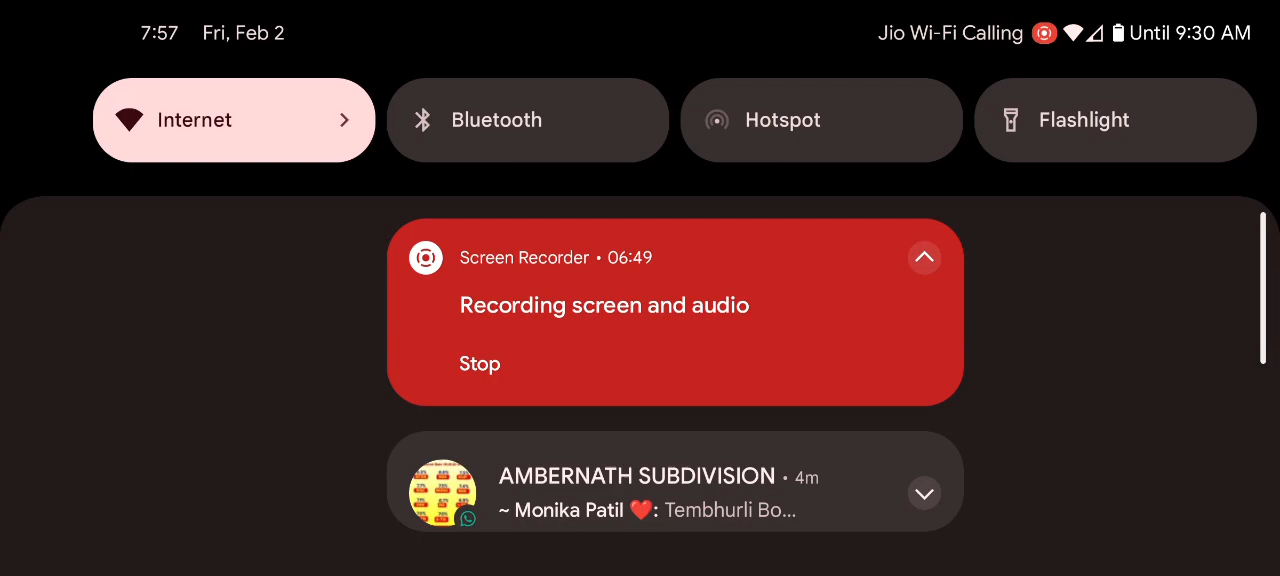 7:57 Fri, Feb 2 Jio Wi-Fi Calling Until 9:30 AM
Internet Bluetooth Hotspot Flashlight
Screen Recorder • 06:49
Recording screen and audio
Stop
AMBERNATH SUBDIVISION • 4m
~ Monika Patil ❤️: Tembhurli Bo...